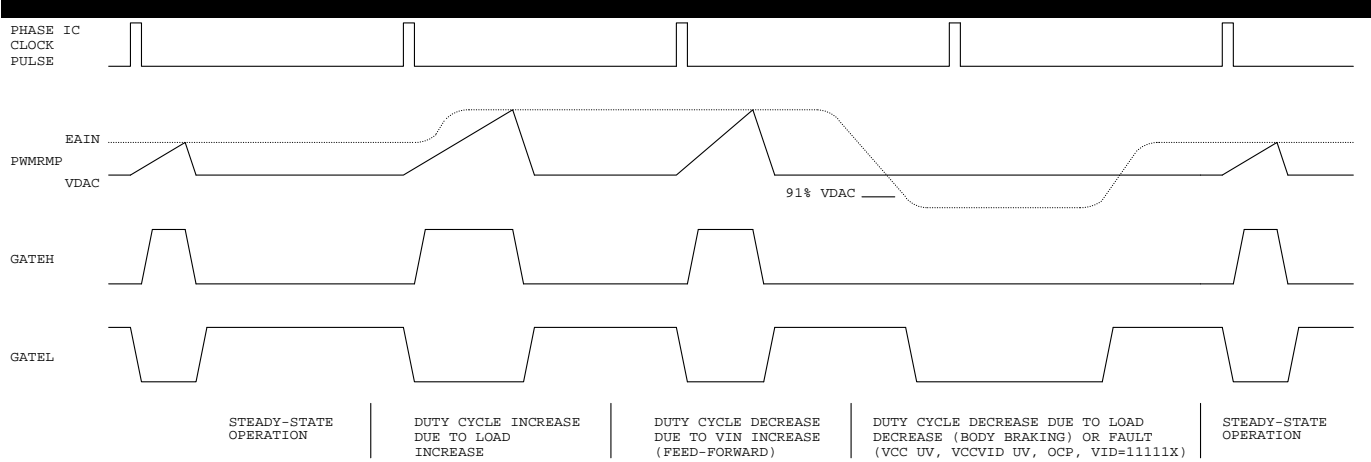 PHASE IC
CLOCK
PULSE
EAIN
PWMRMP
VDAC
91% VDAC
GATEH
GATEL
STEADY-STATE
OPERATION
DUTY CYCLE INCREASE
DUE TO LOAD
INCREASE
DUTY CYCLE DECREASE
DUE TO VIN INCREASE
(FEED-FORWARD)
DUTY CYCLE DECREASE DUE TO LOAD
DECREASE (BODY BRAKING) OR FAULT
(VCC UV, VCCVID UV, OCP, VID=11111X)
STEADY-STATE
OPERATION